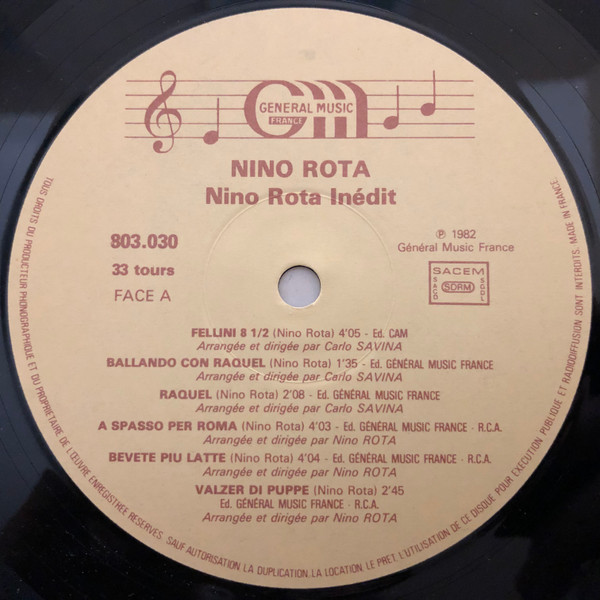 GENERAL MUSIC
FRANCE
NINO ROTA
Nino Rota Inédit
803.030
33 tours
FACE A
℗ 1982
Général Music France
SACEM
SACD
SDRM
SGDL
FELLINI 8 1/2 (Nino Rota) 4'05 - Ed. CAM
Arrangée et dirigée par Carlo SAVINA
BALLANDO CON RAQUEL (Nino Rota) 1'35 - Ed. GÉNÉRAL MUSIC FRANCE
Arrangée et dirigée par Carlo SAVINA
RAQUEL (Nino Rota) 2'08 - Ed. GÉNÉRAL MUSIC FRANCE
Arrangée et dirigée par Carlo SAVINA
A SPASSO PER ROMA (Nino Rota) 4'03 - Ed. GÉNÉRAL MUSIC FRANCE - R.C.A.
Arrangée et dirigée par Nino ROTA
BEVETE PIU LATTE (Nino Rota) 4'04 - Ed. GÉNÉRAL MUSIC FRANCE - R.C.A.
Arrangée et dirigée par Nino ROTA
VALZER DI PUPPE (Nino Rota) 2'45
Ed. GÉNÉRAL MUSIC FRANCE - R.C.A.
Arrangée et dirigée par Nino ROTA
TOUS DROITS DU PRODUCTEUR PHONOGRAPHIQUE ET DU PROPRIETAIRE DE L'ŒUVRE ENREGISTRÉE RESERVES. SAUF AUTORISATION LA DUPLICATION, LA LOCATION, LE PRET, L'UTILISATION DE CE DISQUE POUR EXECUTION PUBLIQUE ET RADIODIFFUSION SONT INTERDITS. MADE IN FRANCE.